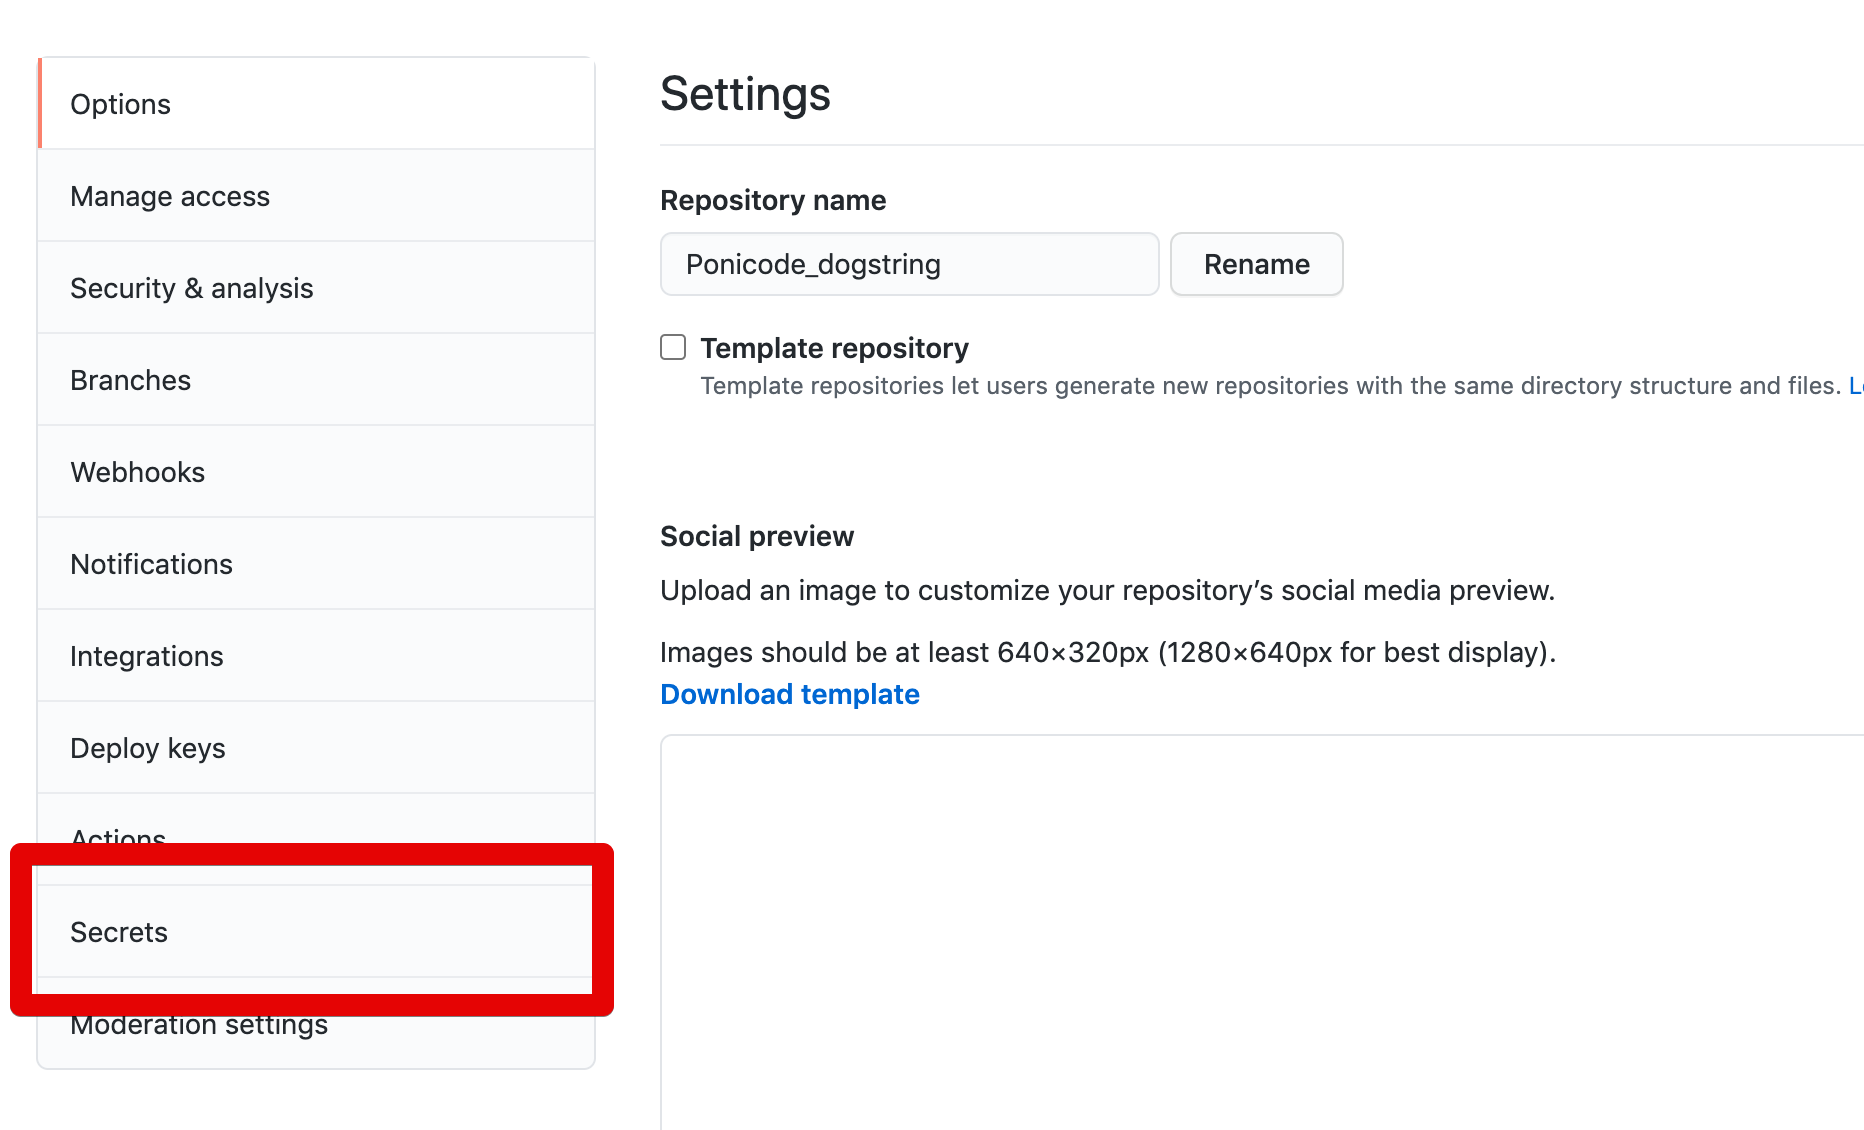 Options
Manage access
Security & analysis
Branches
Webhooks
Notifications
Integrations
Deploy keys
Actions
Secrets
Moderation settings
Settings
Repository name
Ponicode_dogstring
Rename
Template repository
Template repositories let users generate new repositories with the same directory structure and files.
Social preview
Upload an image to customize your repository’s social media preview.
Images should be at least 640×320px (1280×640px for best display).
Download template